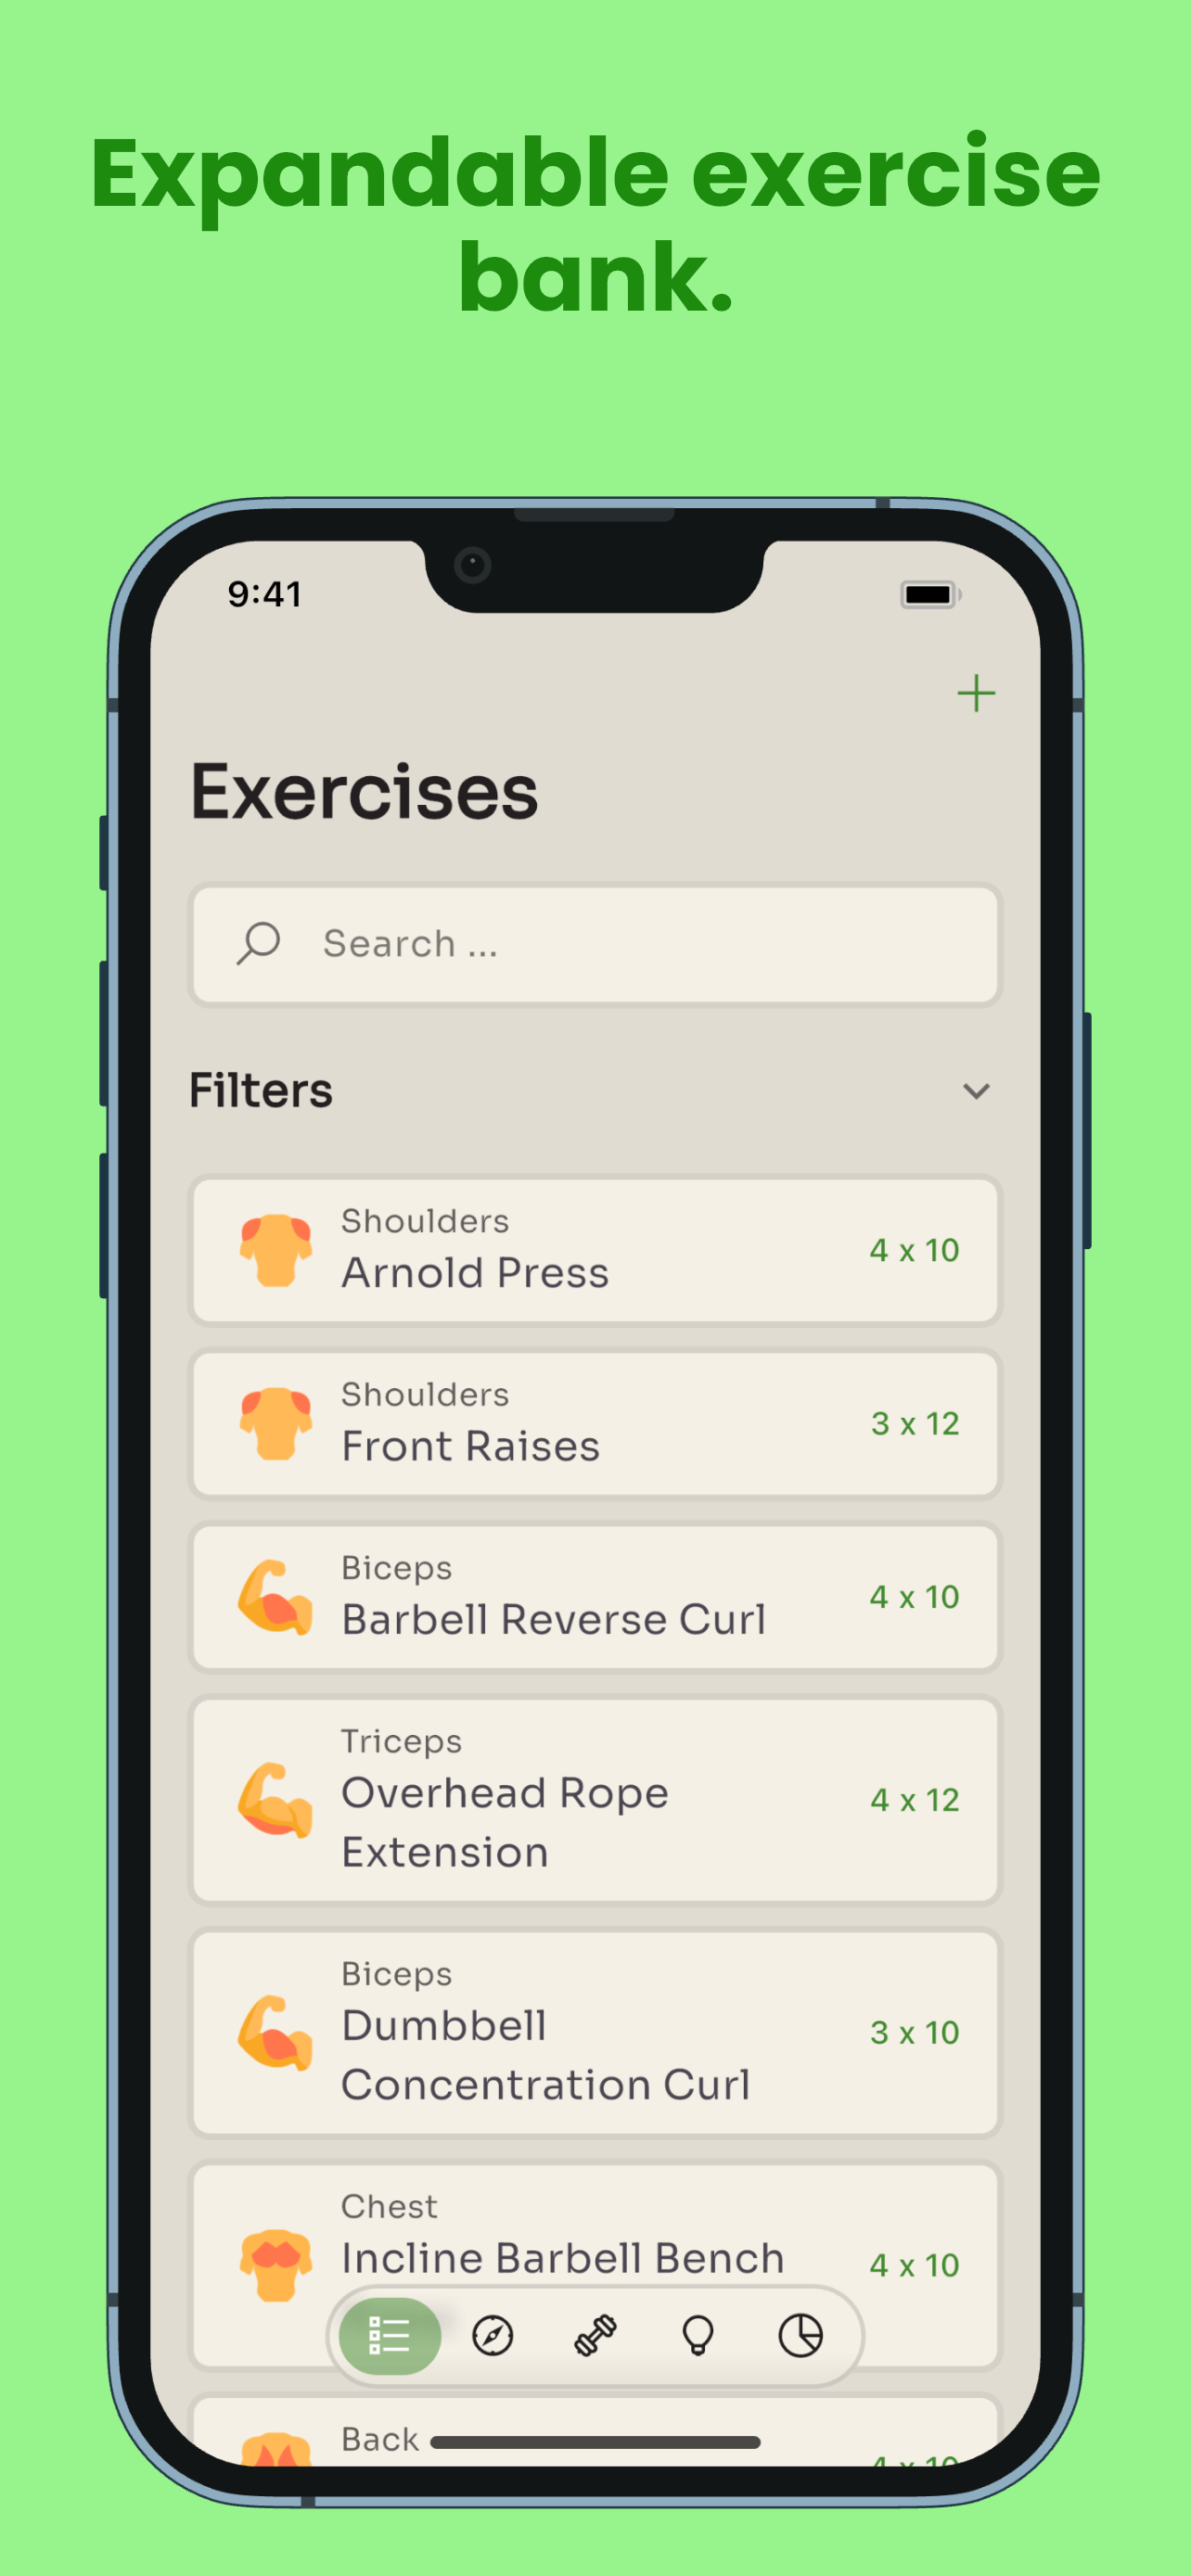 Expandable exercise
bank.
9:41
Exercises
Search ...
Filters
Shoulders
Arnold Press
4 x 10
Shoulders
Front Raises
3 x 12
Biceps
Barbell Reverse Curl
4 x 10
Triceps
Overhead Rope
Extension
4 x 12
Biceps
Dumbbell
Concentration Curl
3 x 10
Chest
Incline Barbell Bench
4 x 10
Back